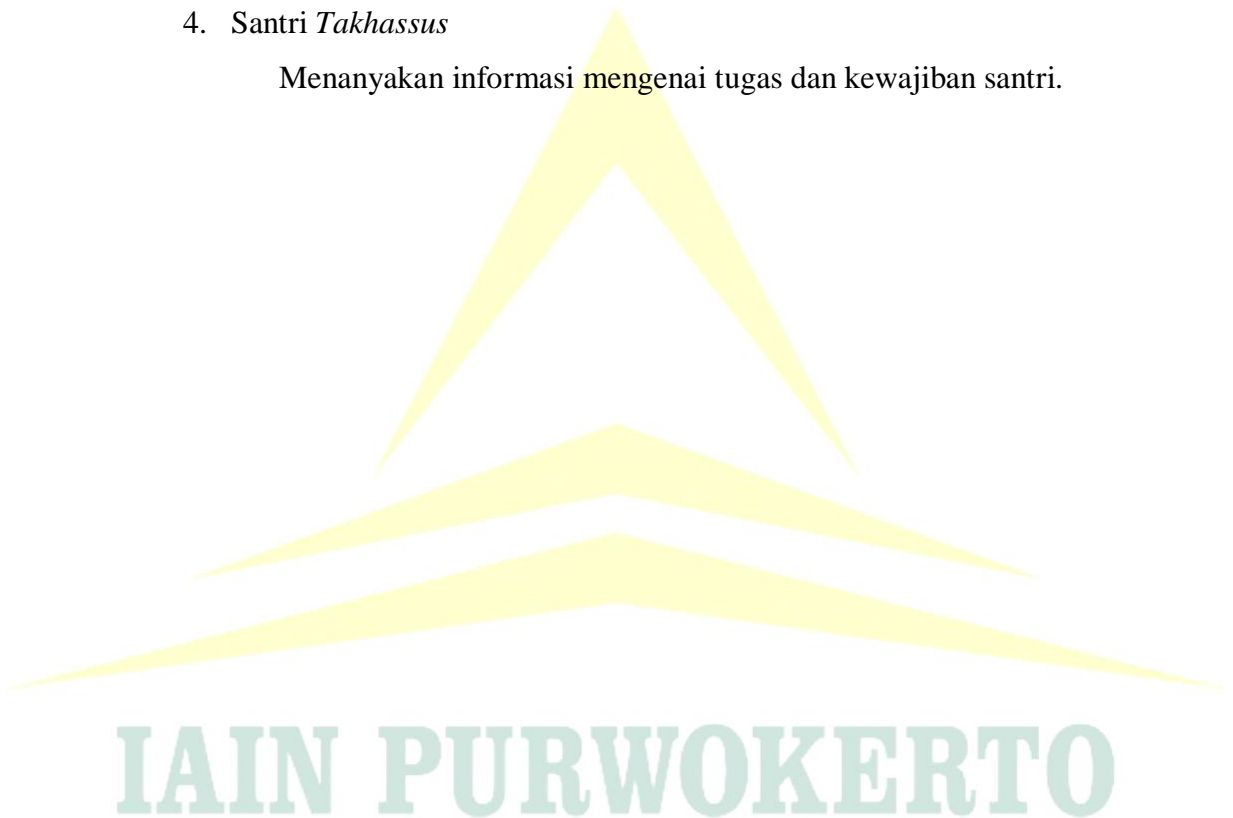 4. Santri Takhassus
Menanyakan informasi mengenai tugas dan kewajiban santri.
IAIN PURWOKERTO